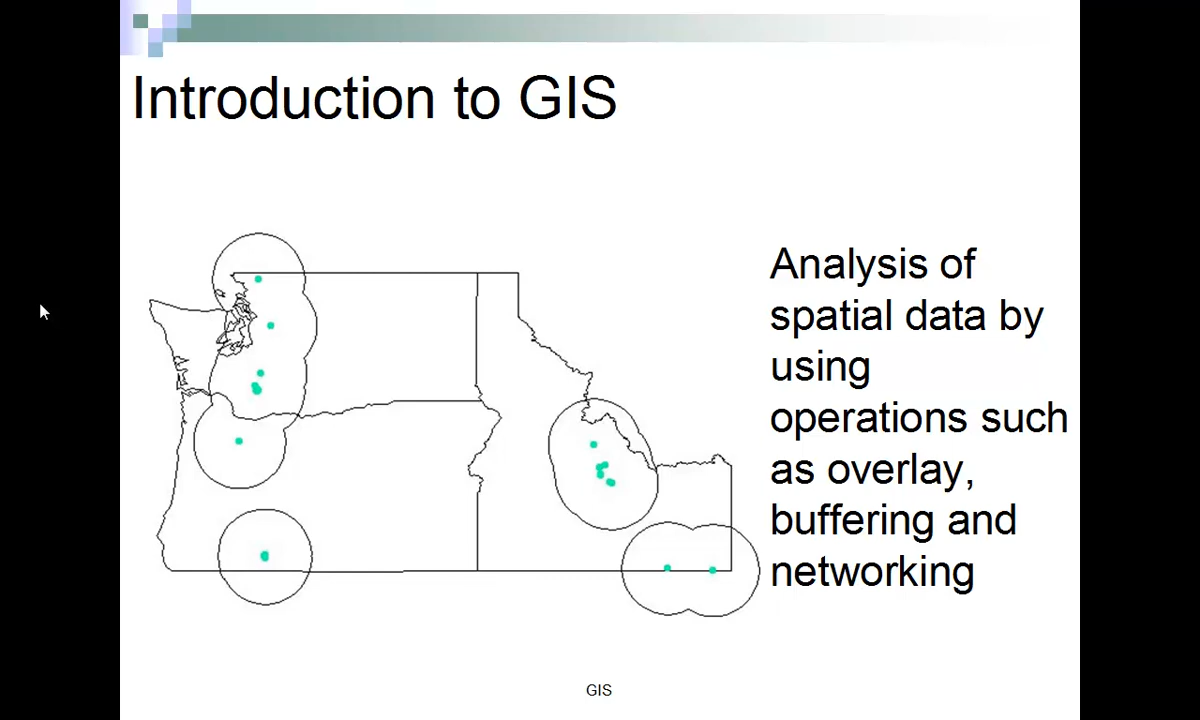 Introduction to GIS
Analysis of
spatial data by
using
operations such
as overlay,
buffering and
networking
GIS